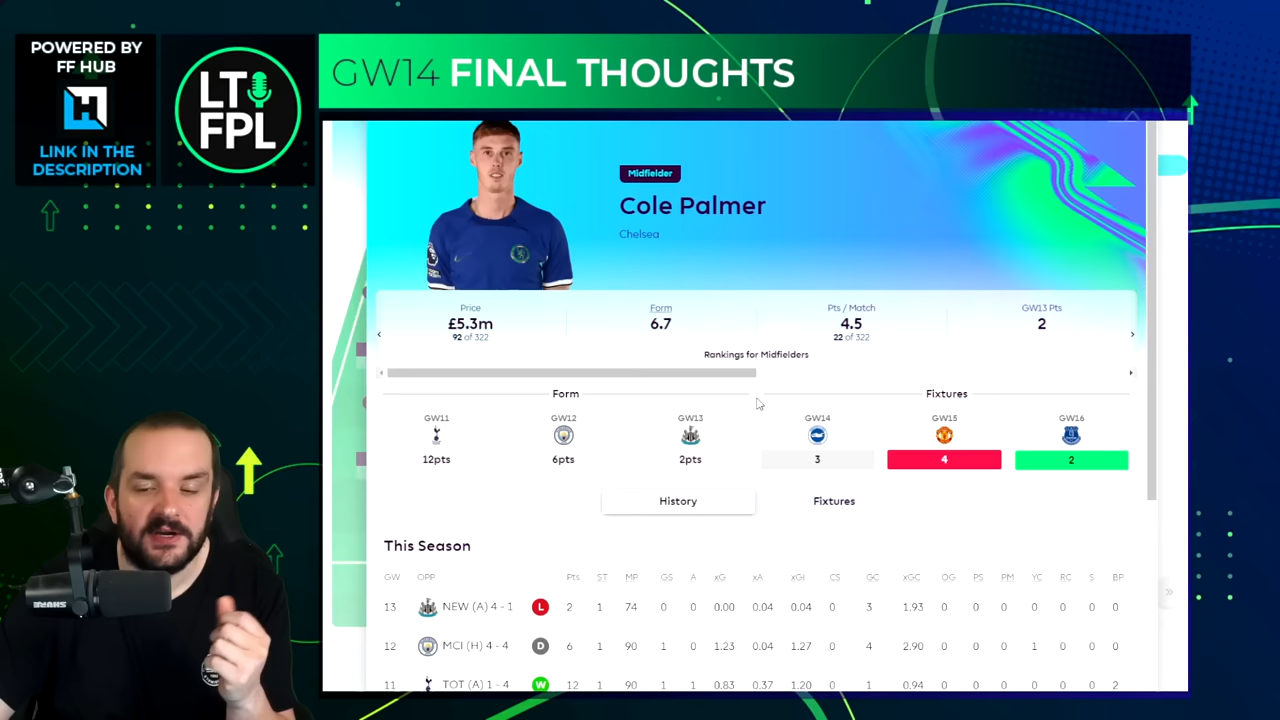 POWERED BY
FF HUB
LINK IN THE
DESCRIPTION
LT
FPL
GW14 FINAL THOUGHTS
Midfielder
Cole Palmer
Chelsea
Price Form Pts / Match GW13 Pts
£5.3m 6.7 4.5 2
92 of 322 22 of 322
Rankings for Midfielders
Form Fixtures
GW11 GW12 GW13 GW14 GW15 GW16
12pts 6pts 2pts 3 4 2
History Fixtures
This Season
GW OPP Pts ST MP GS A xG xA xGI CS GC xGC OG PS PM YC RC S BP
13 NEW (A) 4 - 1 L 2 1 74 0 0 0.00 0.04 0.04 0 3 1.93 0 0 0 0 0 0 0
12 MCI (H) 4 - 4 D 6 1 90 1 0 1.23 0.04 1.27 0 4 2.90 0 0 0 1 0 0 0
11 TOT (A) 1 - 4 W 12 1 90 1 1 0.83 0.37 1.20 0 1 0.94 0 0 0 0 0 0 2
SHURE